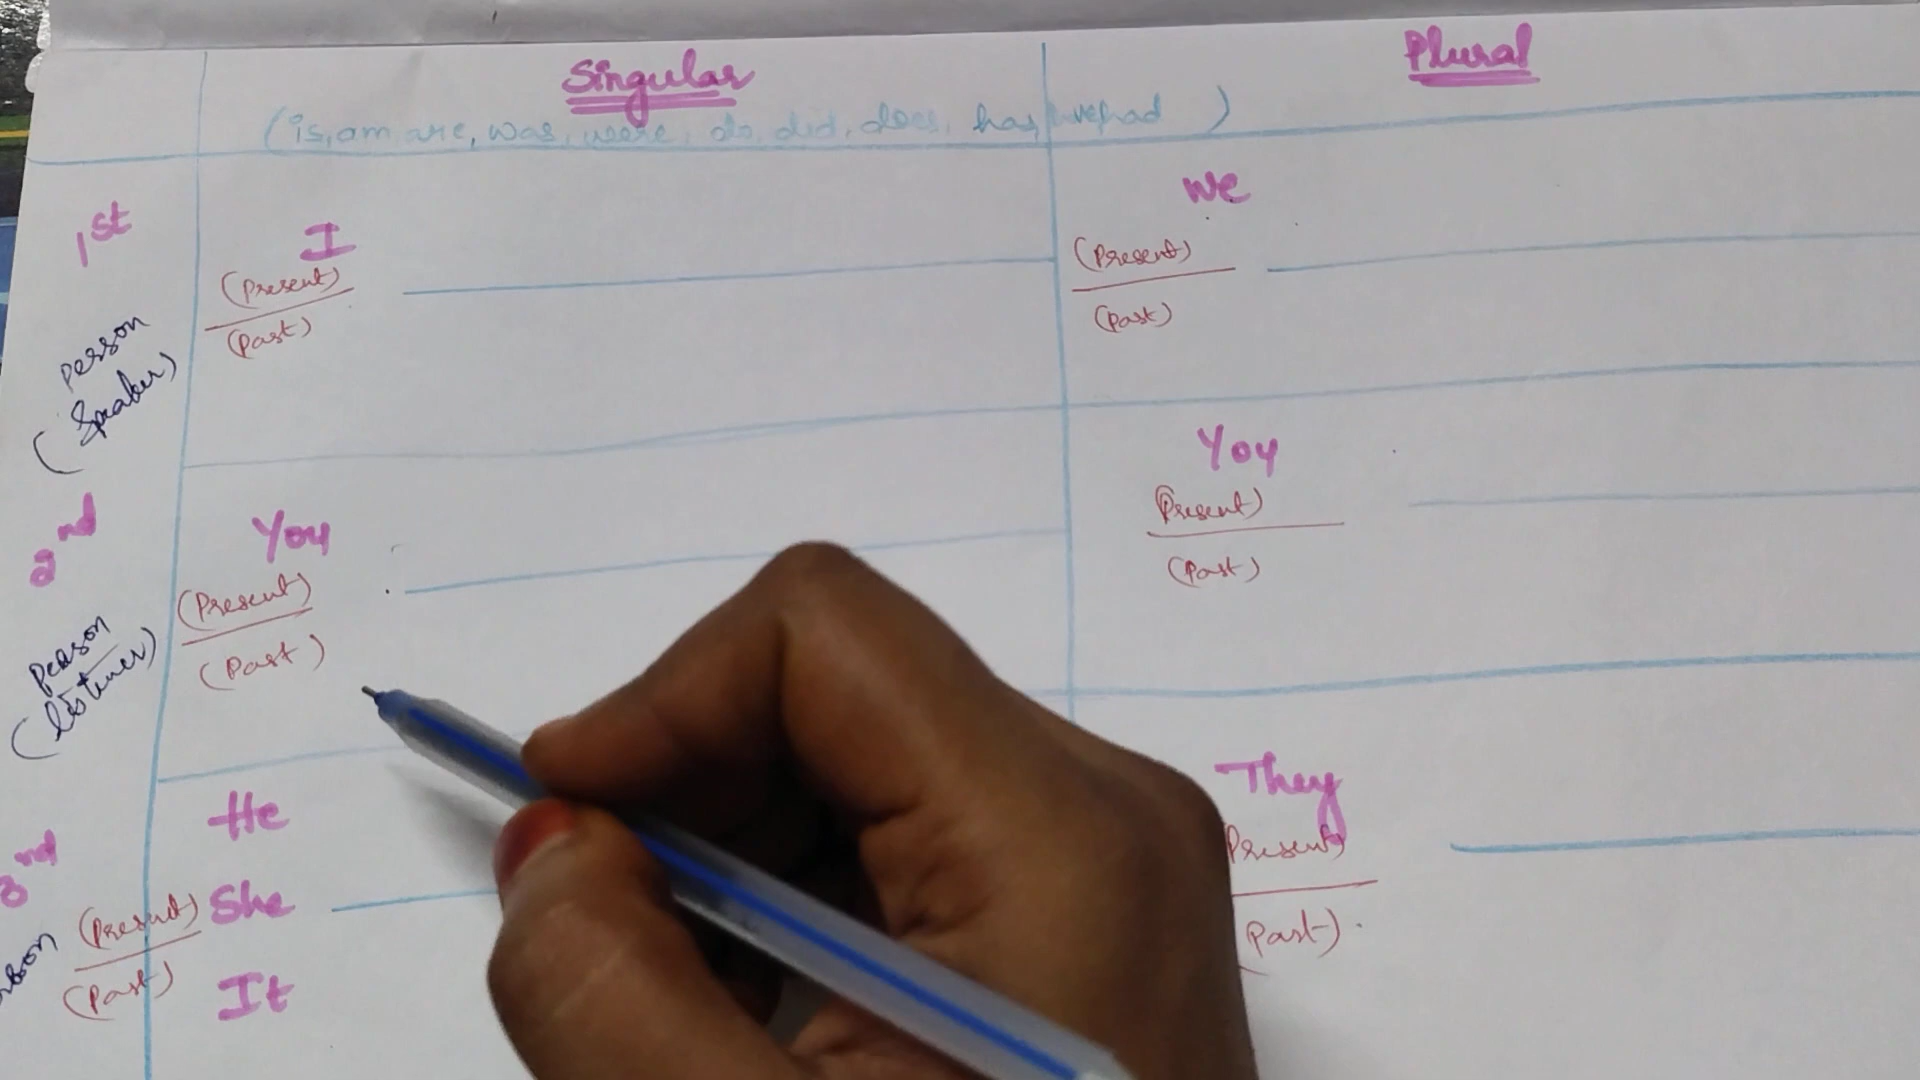 Singular
Plural
(is, am, are, was, were, do, did, does, has, have, had )
1st
Person
(Speaker)
I
(Present)
(Past)
We
(Present)
(Past)
2nd
Person
(listener)
You
(Present)
(Past)
You
(Present)
(Past)
3rd
(Present)
(Past)
He
She
It
They
Present)
Past).